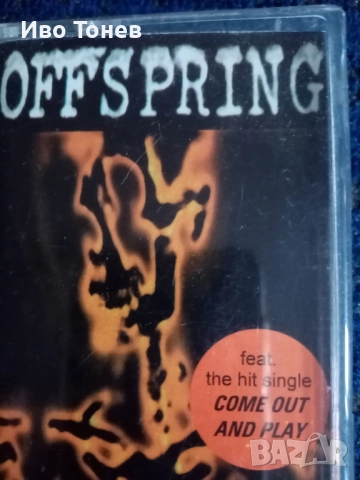 Иво Тонев
OFFSPRING
feat.
the hit single
COME OUT
AND PLAY
BAZAR